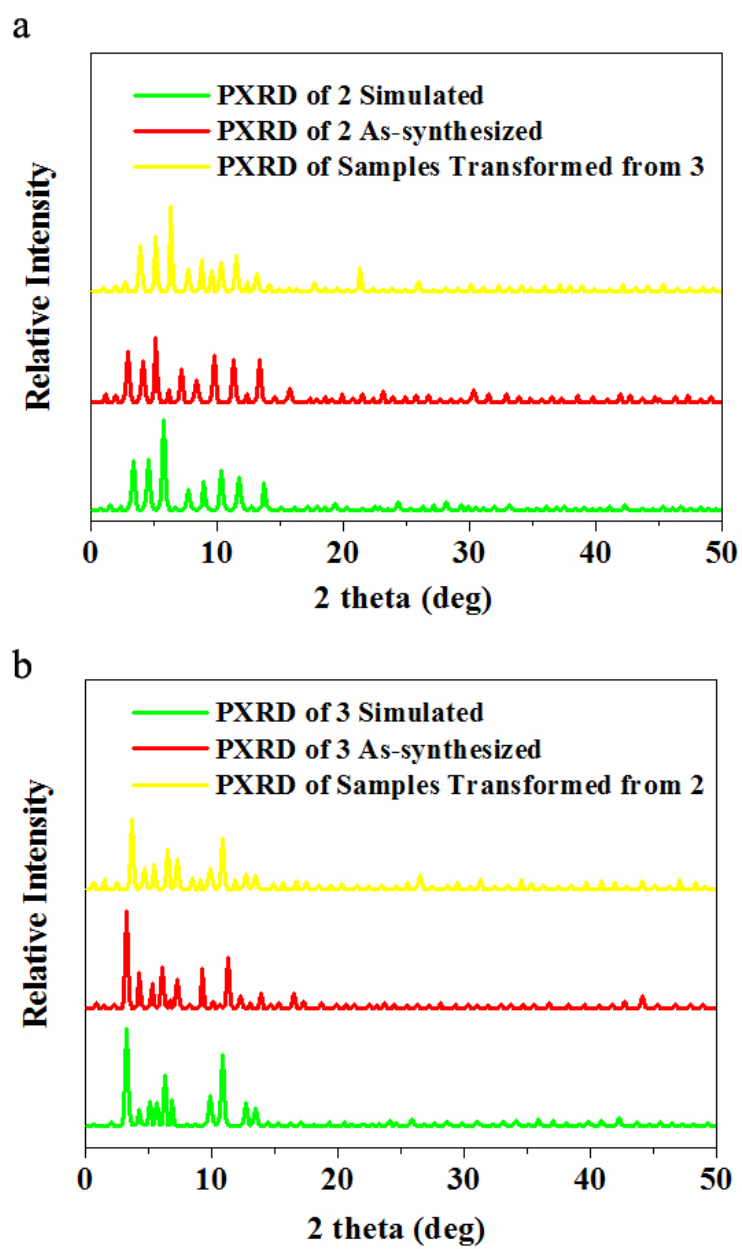 a
PXRD of 2 Simulated
PXRD of 2 As-synthesized
PXRD of Samples Transformed from 3
Relative Intensity
0 10 20 30 40 50
2 theta (deg)
b
PXRD of 3 Simulated
PXRD of 3 As-synthesized
PXRD of Samples Transformed from 2
Relative Intensity
0 10 20 30 40 50
2 theta (deg)